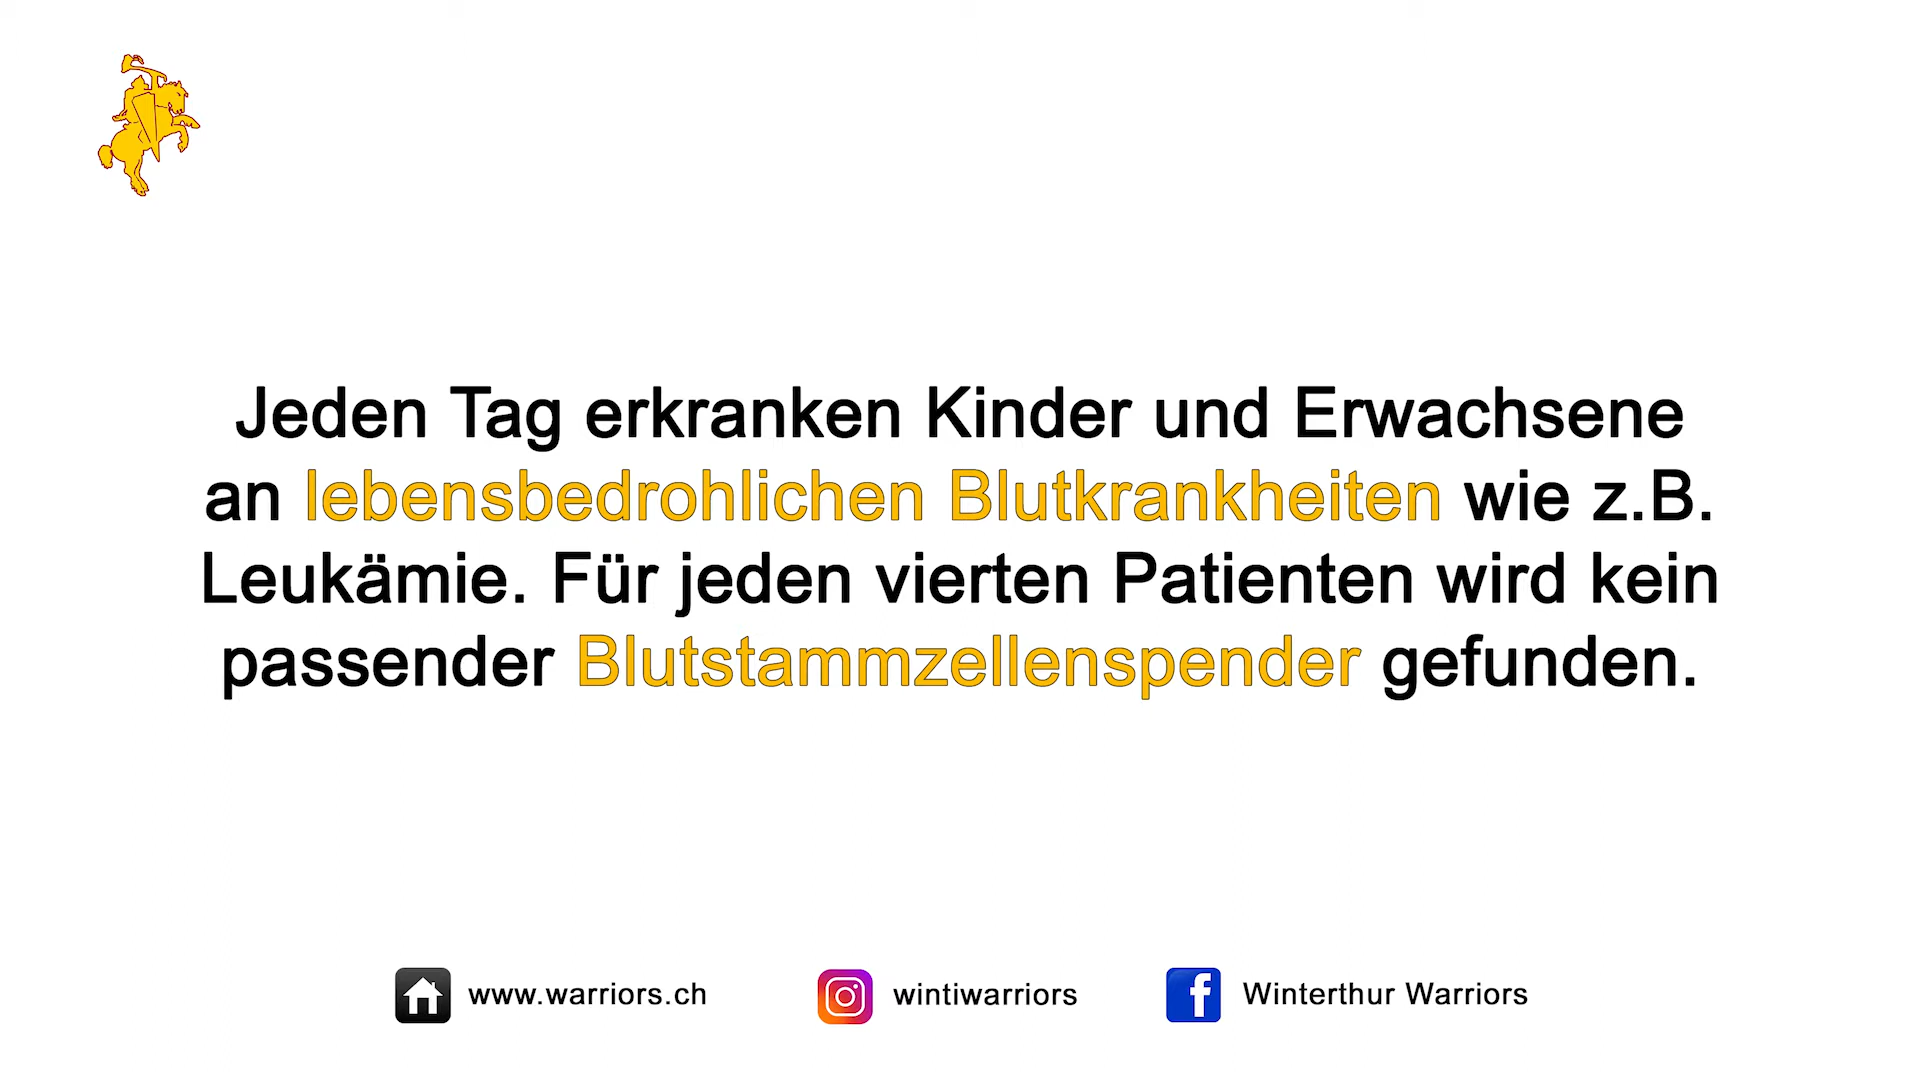 Jeden Tag erkranken Kinder und Erwachsene
an lebensbedrohlichen Blutkrankheiten wie z.B.
Leukämie. Für jeden vierten Patienten wird kein
passender Blutstammzellenspender gefunden.
www.warriors.ch
wintiwarriors
Winterthur Warriors